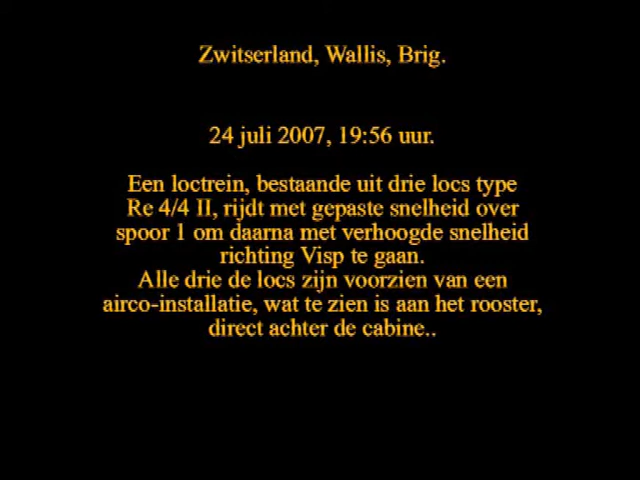 Zwitserland, Wallis, Brig.
24 juli 2007, 19:56 uur.
Een loctrein, bestaande uit drie locs type
Re 4/4 II, rijdt met gepaste snelheid over
spoor 1 om daarna met verhoogde snelheid
richting Visp te gaan.
Alle drie de locs zijn voorzien van een
airco-installatie, wat te zien is aan het rooster,
direct achter de cabine..